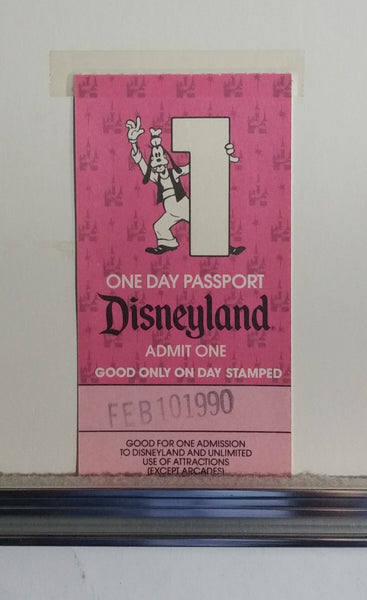 1
ONE DAY PASSPORT
Disneyland
ADMIT ONE
GOOD ONLY ON DAY STAMPED
FEB 10 1990
GOOD FOR ONE ADMISSION
TO DISNEYLAND AND UNLIMITED
USE OF ATTRACTIONS
(EXCEPT ARCADES)